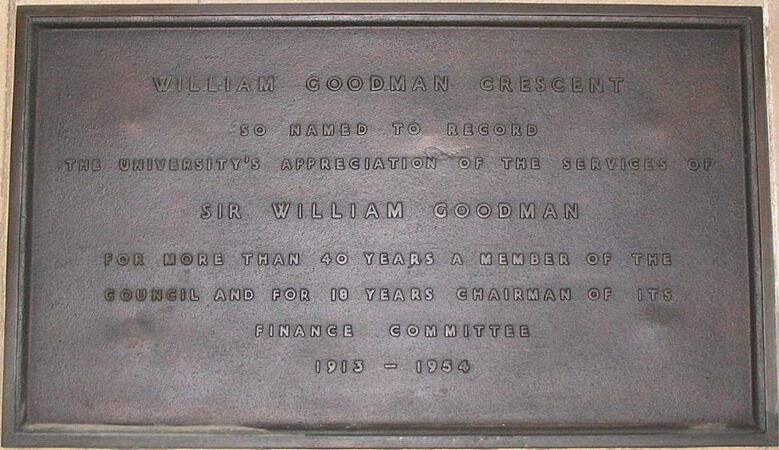 WILLIAM GOODMAN CRESCENT
SO NAMED TO RECORD
THE UNIVERSITY'S APPRECIATION OF THE SERVICES OF
SIR WILLIAM GOODMAN
FOR MORE THAN 40 YEARS A MEMBER OF THE
COUNCIL AND FOR 18 YEARS CHAIRMAN OF ITS
FINANCE COMMITTEE
1913 – 1954